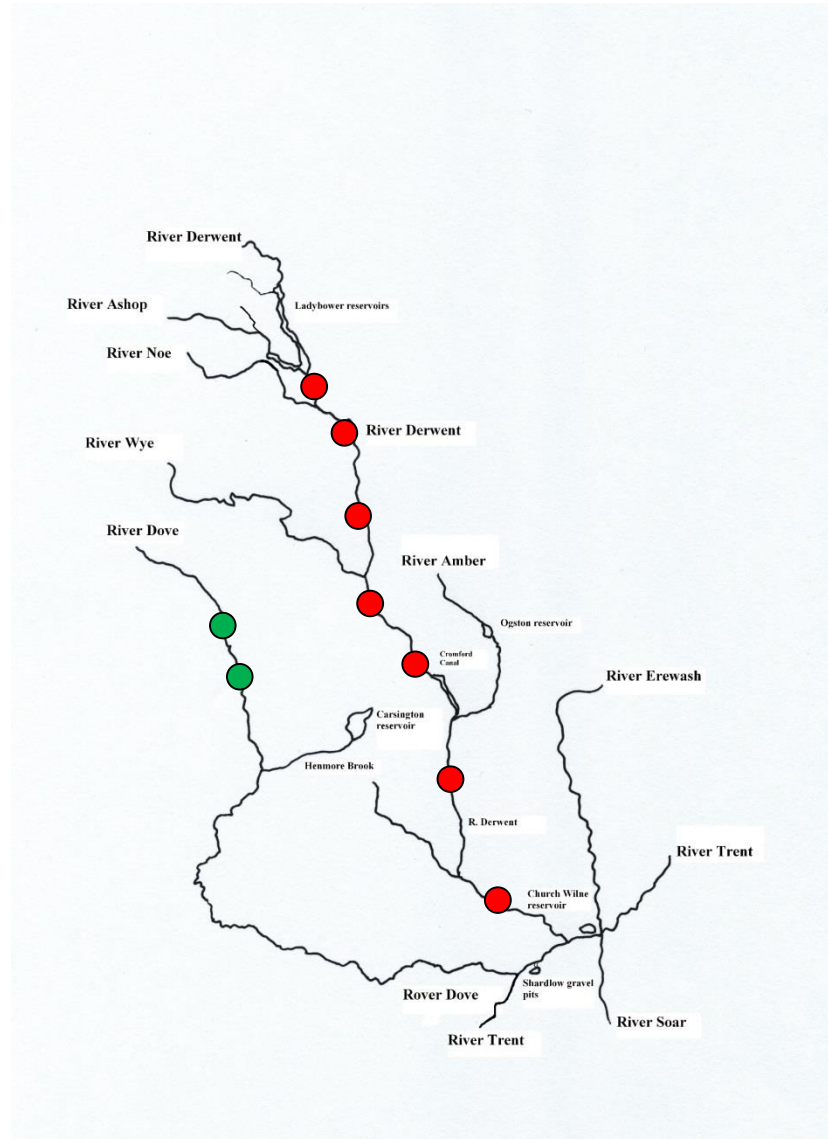 River Derwent
River Ashop
Ladybower reservoirs
River Noe
River Derwent
River Wye
River Dove
River Amber
Ogston reservoir
Cromford
Canal
River Erewash
Carsington
reservoir
Henmore Brook
R. Derwent
River Trent
Church Wilne
reservoir
Rover Dove
Shardlow gravel
pits
River Soar
River Trent